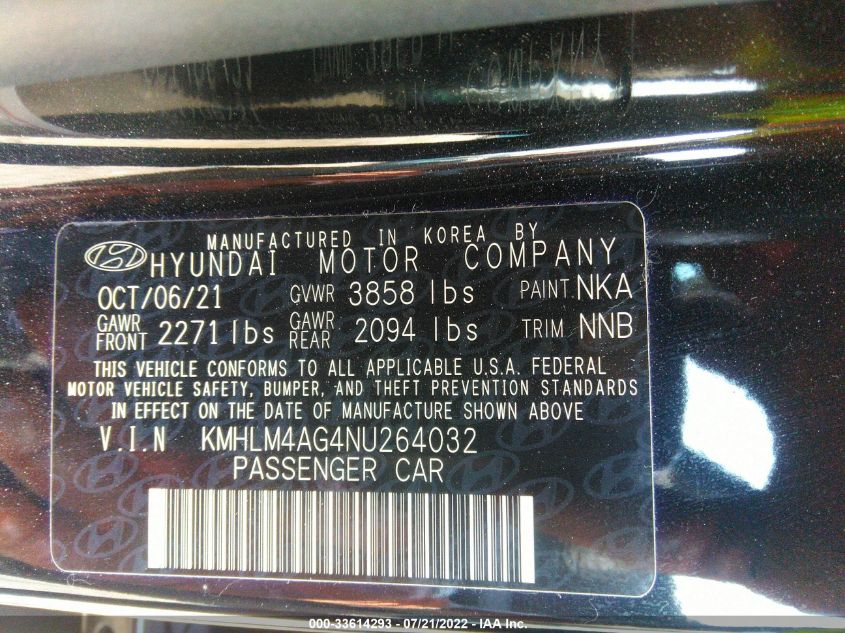 MANUFACTURED IN KOREA BY
HYUNDAI MOTOR COMPANY
OCT/06/21 GVWR 3858 lbs PAINT NKA
GAWR FRONT 2271 lbs GAWR REAR 2094 lbs TRIM NNB
THIS VEHICLE CONFORMS TO ALL APPLICABLE U.S.A. FEDERAL
MOTOR VEHICLE SAFETY, BUMPER, AND THEFT PREVENTION STANDARDS
IN EFFECT ON THE DATE OF MANUFACTURE SHOWN ABOVE
V.I.N KMHLM4AG4NU264032
PASSENGER CAR
000-33614293 - 07/21/2022 - IAA Inc.